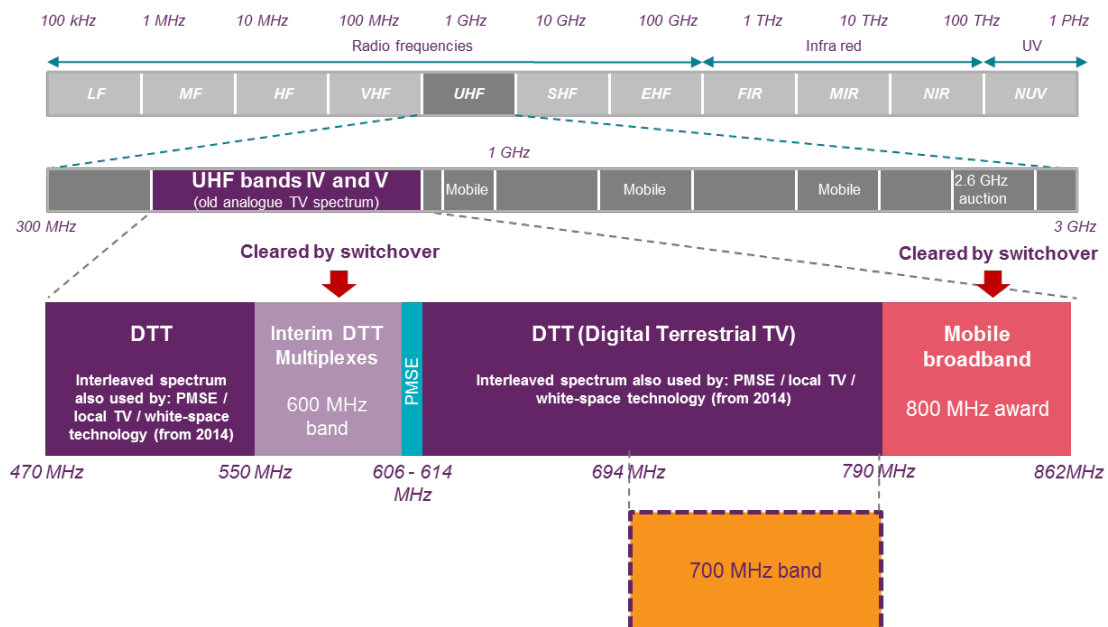 100 kHz 1 MHz 10 MHz 100 MHz 1 GHz 10 GHz 100 GHz 1 THz 10 THz 100 THz 1 PHz
Radio frequencies Infra red UV
LF MF HF VHF UHF SHF EHF FIR MIR NIR NUV
1 GHz
UHF bands IV and V
(old analogue TV spectrum)
Mobile Mobile Mobile
2.6 GHz
auction
300 MHz 3 GHz
Cleared by switchover Cleared by switchover
DTT
Interleaved spectrum
also used by: PMSE /
local TV / white-space
technology (from 2014)
Interim DTT
Multiplexes
600 MHz
band
PMSE
DTT (Digital Terrestrial TV)
Interleaved spectrum also used by: PMSE / local TV /
white-space technology (from 2014)
Mobile
broadband
800 MHz award
470 MHz 550 MHz 606 - 614
MHz
694 MHz 790 MHz 862MHz
700 MHz band